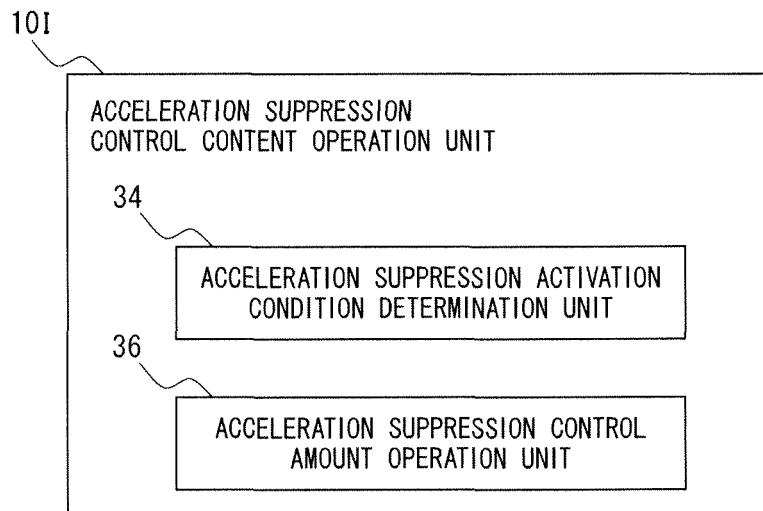 10I
ACCELERATION SUPPRESSION
CONTROL CONTENT OPERATION UNIT
34
ACCELERATION SUPPRESSION ACTIVATION
CONDITION DETERMINATION UNIT
36
ACCELERATION SUPPRESSION CONTROL
AMOUNT OPERATION UNIT